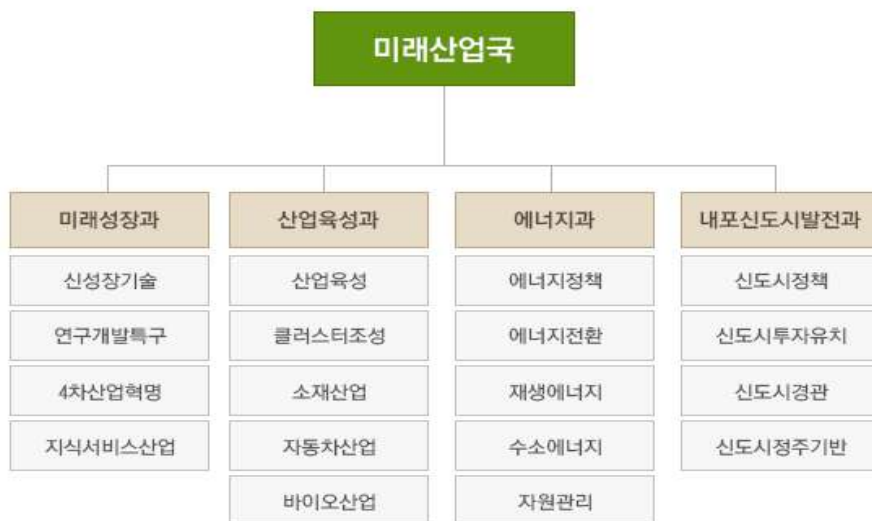 미래산업국
미래성장과
신성장기술
연구개발특구
4차산업혁명
지식서비스산업
산업육성과
산업육성
클러스터조성
소재산업
자동차산업
바이오산업
에너지과
에너지정책
에너지전환
재생에너지
수소에너지
자원관리
내포신도시발전과
신도시정책
신도시투자유치
신도시경관
신도시정주기반